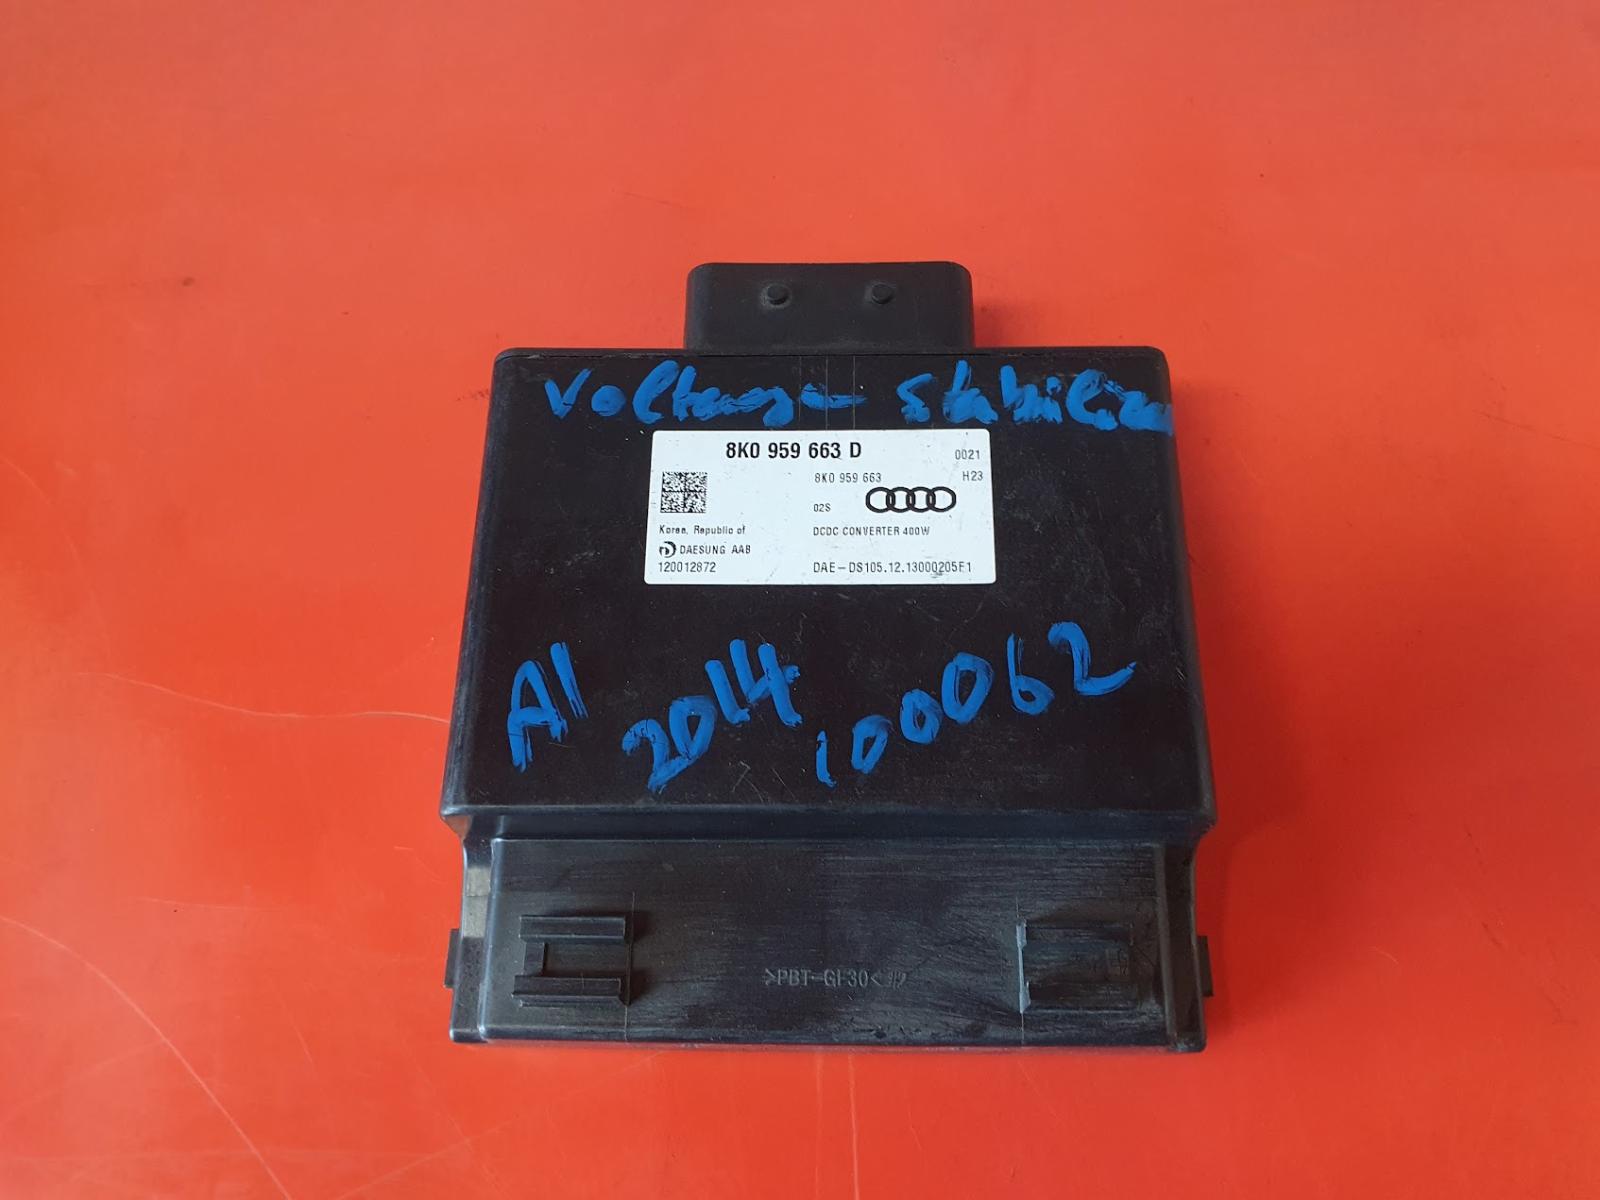 Voltage stabilizer
8K0 959 663 D
0021
8K0 959 663
H23
02S
Korea, Republic of
DCDC CONVERTER 400W
DAESUNG AAB
120012872
DAE-DS105.12.13000205E1
A1
2014
100062
>PBT-GF30<